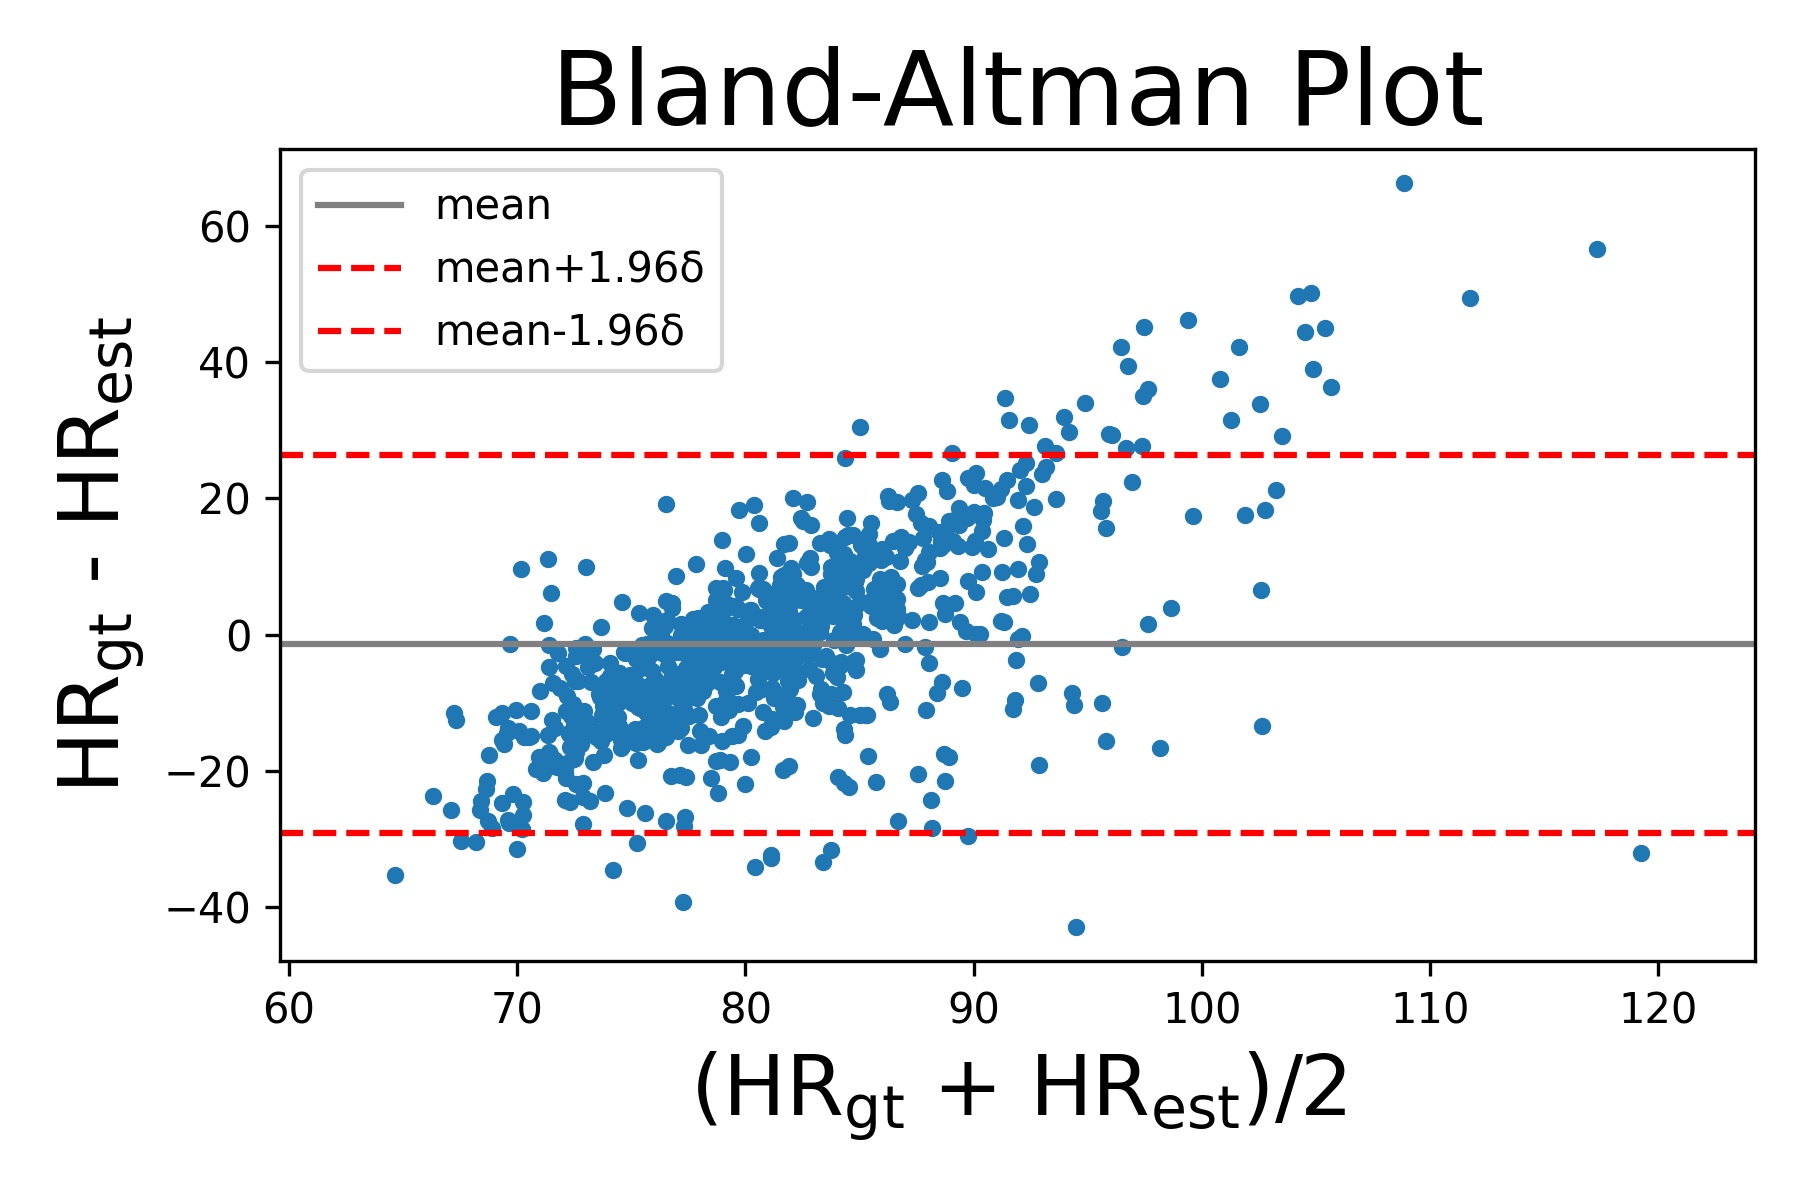 Bland-Altman Plot
mean
mean+1.96δ
mean-1.96δ
HRgt - HRest
60
40
20
0
−20
−40
60 70 80 90 100 110 120
(HRgt + HRest)/2